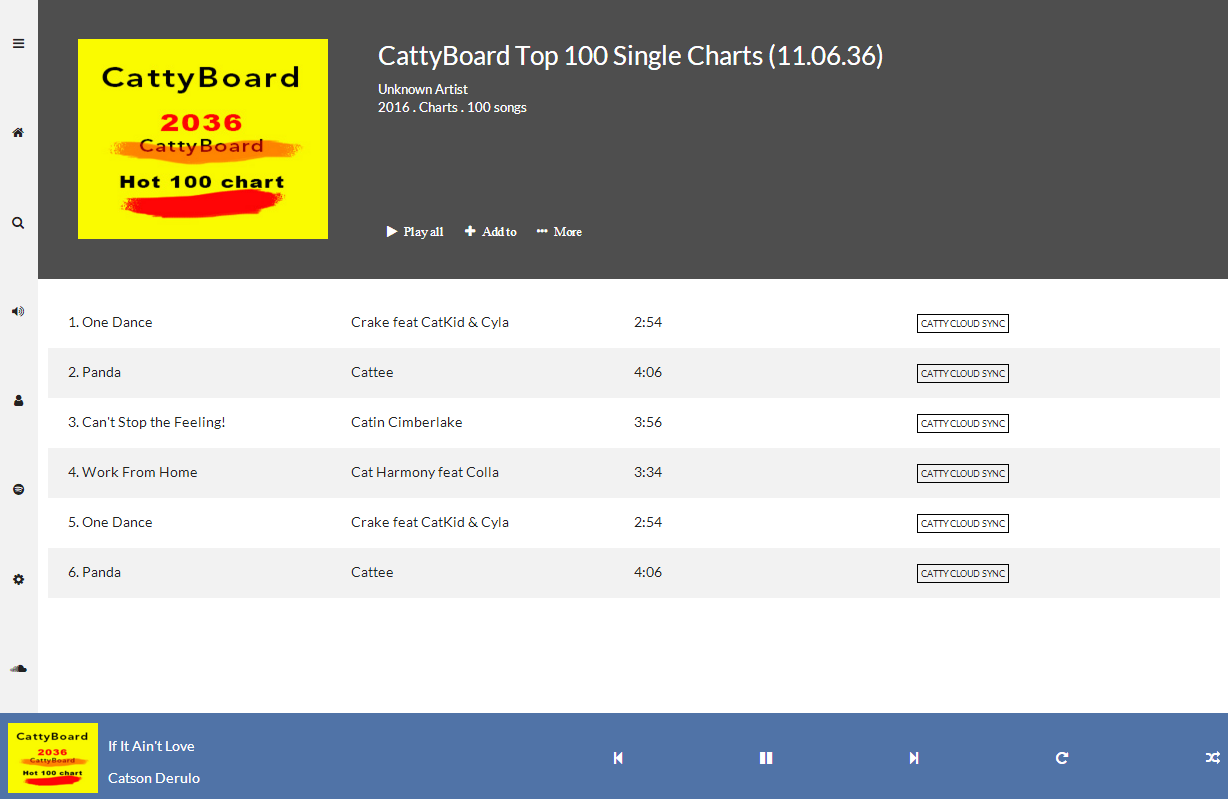 CattyBoard
2036
CattyBoard
Hot 100 chart
CattyBoard Top 100 Single Charts (11.06.36)
Unknown Artist
2016 . Charts . 100 songs
Play all Add to More
1. One Dance Crake feat CatKid & Cyla 2:54 CATTY CLOUD SYNC
2. Panda Cattee 4:06 CATTY CLOUD SYNC
3. Can't Stop the Feeling! Catin Cimberlake 3:56 CATTY CLOUD SYNC
4. Work From Home Cat Harmony feat Colla 3:34 CATTY CLOUD SYNC
5. One Dance Crake feat CatKid & Cyla 2:54 CATTY CLOUD SYNC
6. Panda Cattee 4:06 CATTY CLOUD SYNC
CattyBoard
2036
CattyBoard
Hot 100 chart
If It Ain't Love
Catson Derulo